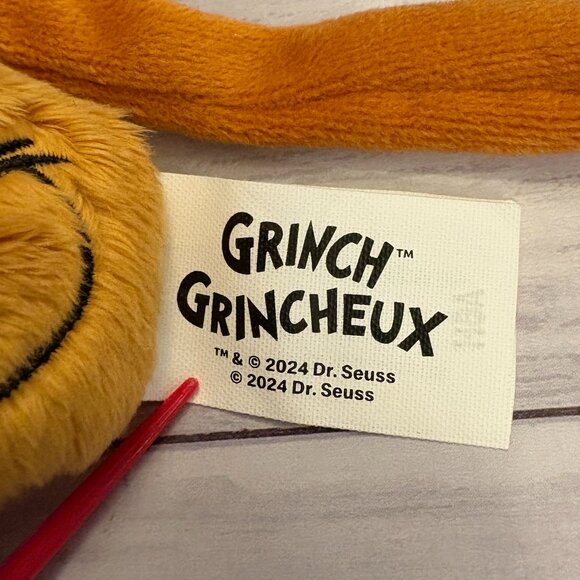 GRINCH™
GRINCHEUX
™ & © 2024 Dr. Seuss
© 2024 Dr. Seuss